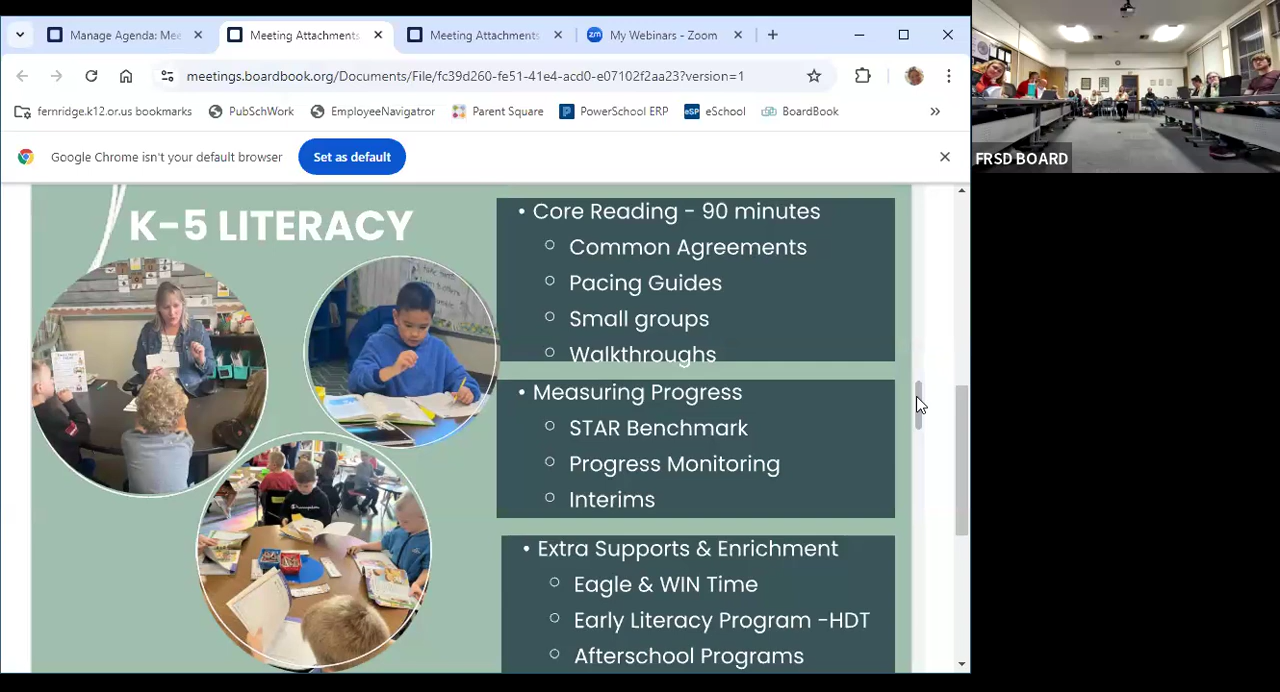 Manage Agenda: Mee
Meeting Attachments
Meeting Attachments
zm
My Webinars - Zoom
meetings.boardbook.org/Documents/File/fc39d260-fe51-41e4-acd0-e07102f2aa23?version=1
fernridge.k12.or.us bookmarks
PubSchWork
EmployeeNavigator
Parent Square
PowerSchool ERP
eSP
eSchool
BoardBook
Google Chrome isn't your default browser
Set as default
FRSD BOARD
K-5 LITERACY
• Core Reading - 90 minutes
○ Common Agreements
○ Pacing Guides
○ Small groups
○ Walkthroughs
• Measuring Progress
○ STAR Benchmark
○ Progress Monitoring
○ Interims
• Extra Supports & Enrichment
○ Eagle & WIN Time
○ Early Literacy Program -HDT
○ Afterschool Programs